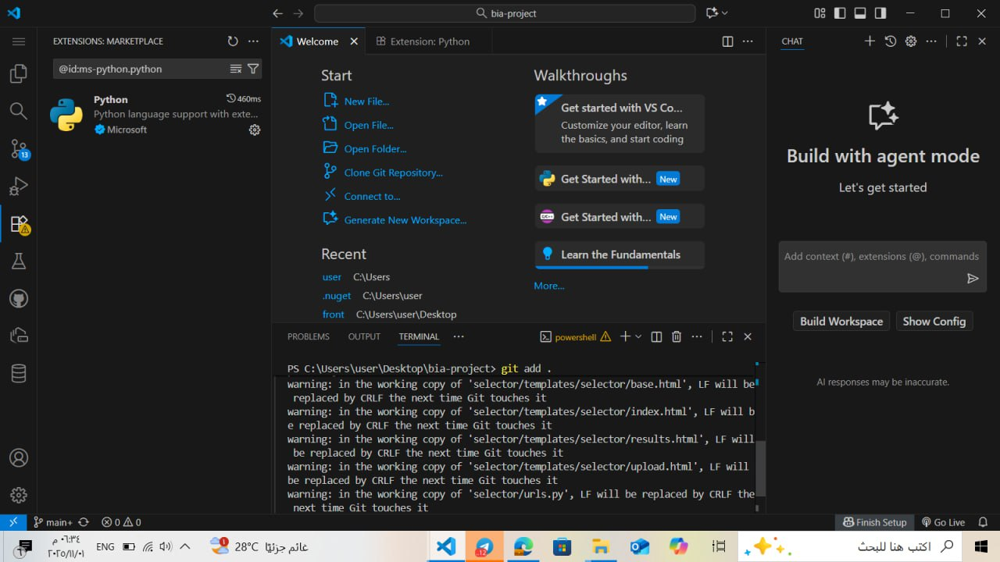 bia-project
EXTENSIONS: MARKETPLACE
@id:ms-python.python
Python
460ms
Python language support with exte...
Microsoft
13
Welcome
Extension: Python
Start
New File...
Open File...
Open Folder...
Clone Git Repository...
Connect to...
Generate New Workspace...
Recent
user C:\Users
.nuget C:\Users\user
front C:\Users\user\Desktop
Walkthroughs
Get started with VS Co...
Customize your editor, learn
the basics, and start coding
Get Started with... New
Get Started with... New
Learn the Fundamentals
More...
PROBLEMS OUTPUT TERMINAL
powershell
PS C:\Users\user\Desktop\bia-project> git add .
warning: in the working copy of 'selector/templates/selector/base.html', LF will be
replaced by CRLF the next time Git touches it
warning: in the working copy of 'selector/templates/selector/index.html', LF will b
e replaced by CRLF the next time Git touches it
warning: in the working copy of 'selector/templates/selector/results.html', LF will
be replaced by CRLF the next time Git touches it
warning: in the working copy of 'selector/templates/selector/upload.html', LF will
be replaced by CRLF the next time Git touches it
warning: in the working copy of 'selector/urls.py', LF will be replaced by CRLF the
next time Git touches it
CHAT
Build with agent mode
Let's get started
Add context (#), extensions (@), commands
Build Workspace
Show Config
AI responses may be inaccurate.
main+
0 0
Finish Setup
Go Live
٠٦:٣٤ م
٢٠٢٥/١١/٠١
ENG
28°C غائم جزئيًا
12
اكتب هنا للبحث